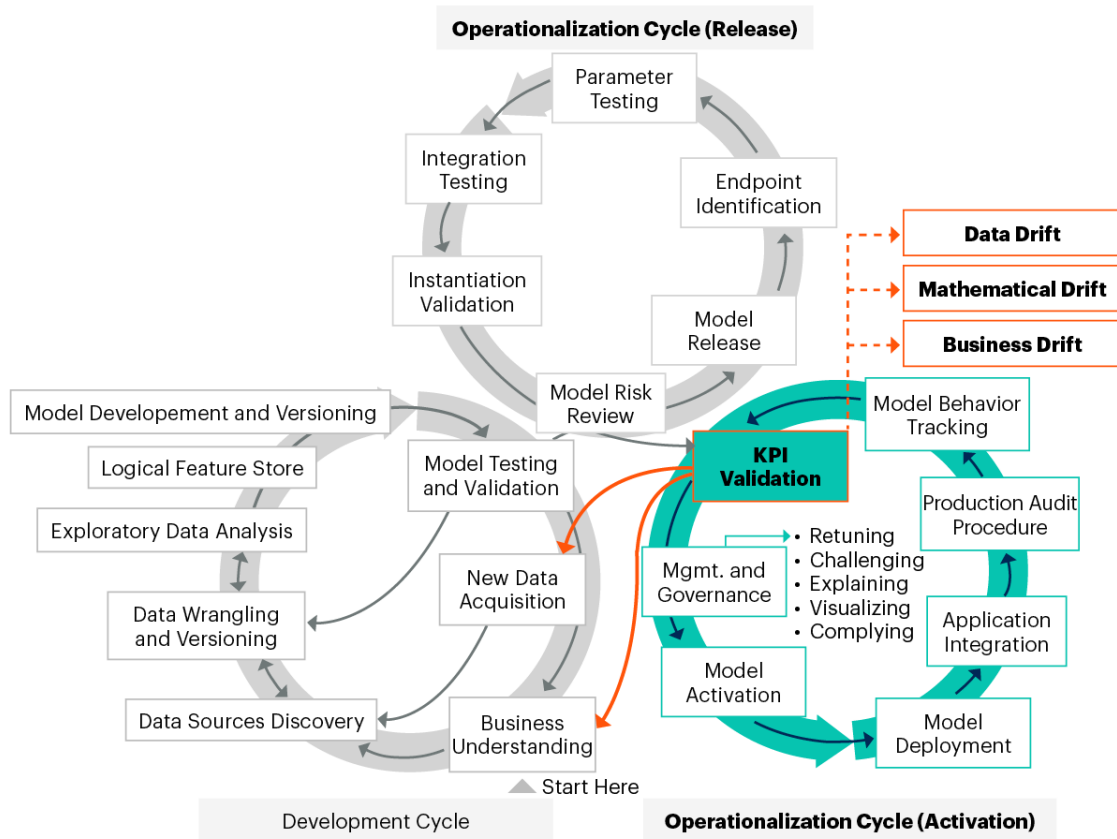 Operationalization Cycle (Release)
Parameter
Testing
Integration
Testing
Endpoint
Identification
Instantiation
Validation
Model
Release
Model Risk
Review
Data Drift
Mathematical Drift
Business Drift
Model Developement and Versioning
Logical Feature Store
Exploratory Data Analysis
Data Wrangling
and Versioning
Data Sources Discovery
Model Testing
and Validation
New Data
Acquisition
Business
Understanding
Start Here
Development Cycle
KPI
Validation
Model Behavior
Tracking
Production Audit
Procedure
Application
Integration
Model
Deployment
Model
Activation
Mgmt. and
Governance
• Retuning
• Challenging
• Explaining
• Visualizing
• Complying
Operationalization Cycle (Activation)